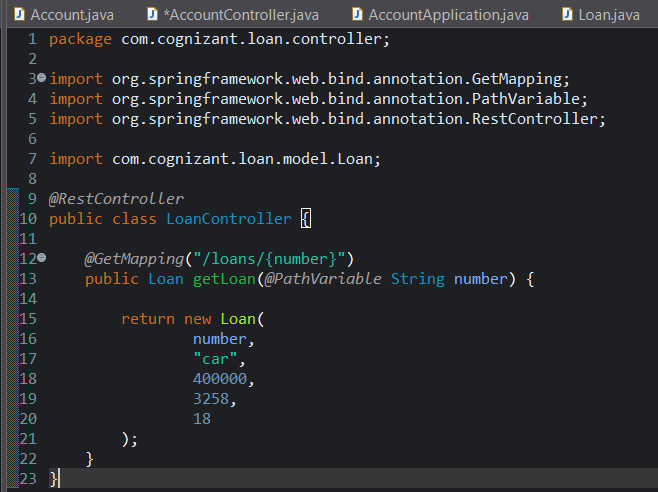 Account.java *AccountController.java AccountApplication.java Loan.java
1 package com.cognizant.loan.controller;
2
3 import org.springframework.web.bind.annotation.GetMapping;
4 import org.springframework.web.bind.annotation.PathVariable;
5 import org.springframework.web.bind.annotation.RestController;
6
7 import com.cognizant.loan.model.Loan;
8
9 @RestController
10 public class LoanController {
11
12     @GetMapping("/loans/{number}")
13     public Loan getLoan(@PathVariable String number) {
14
15         return new Loan(
16                 number,
17                 "car",
18                 400000,
19                 3258,
20                 18
21         );
22     }
23 }